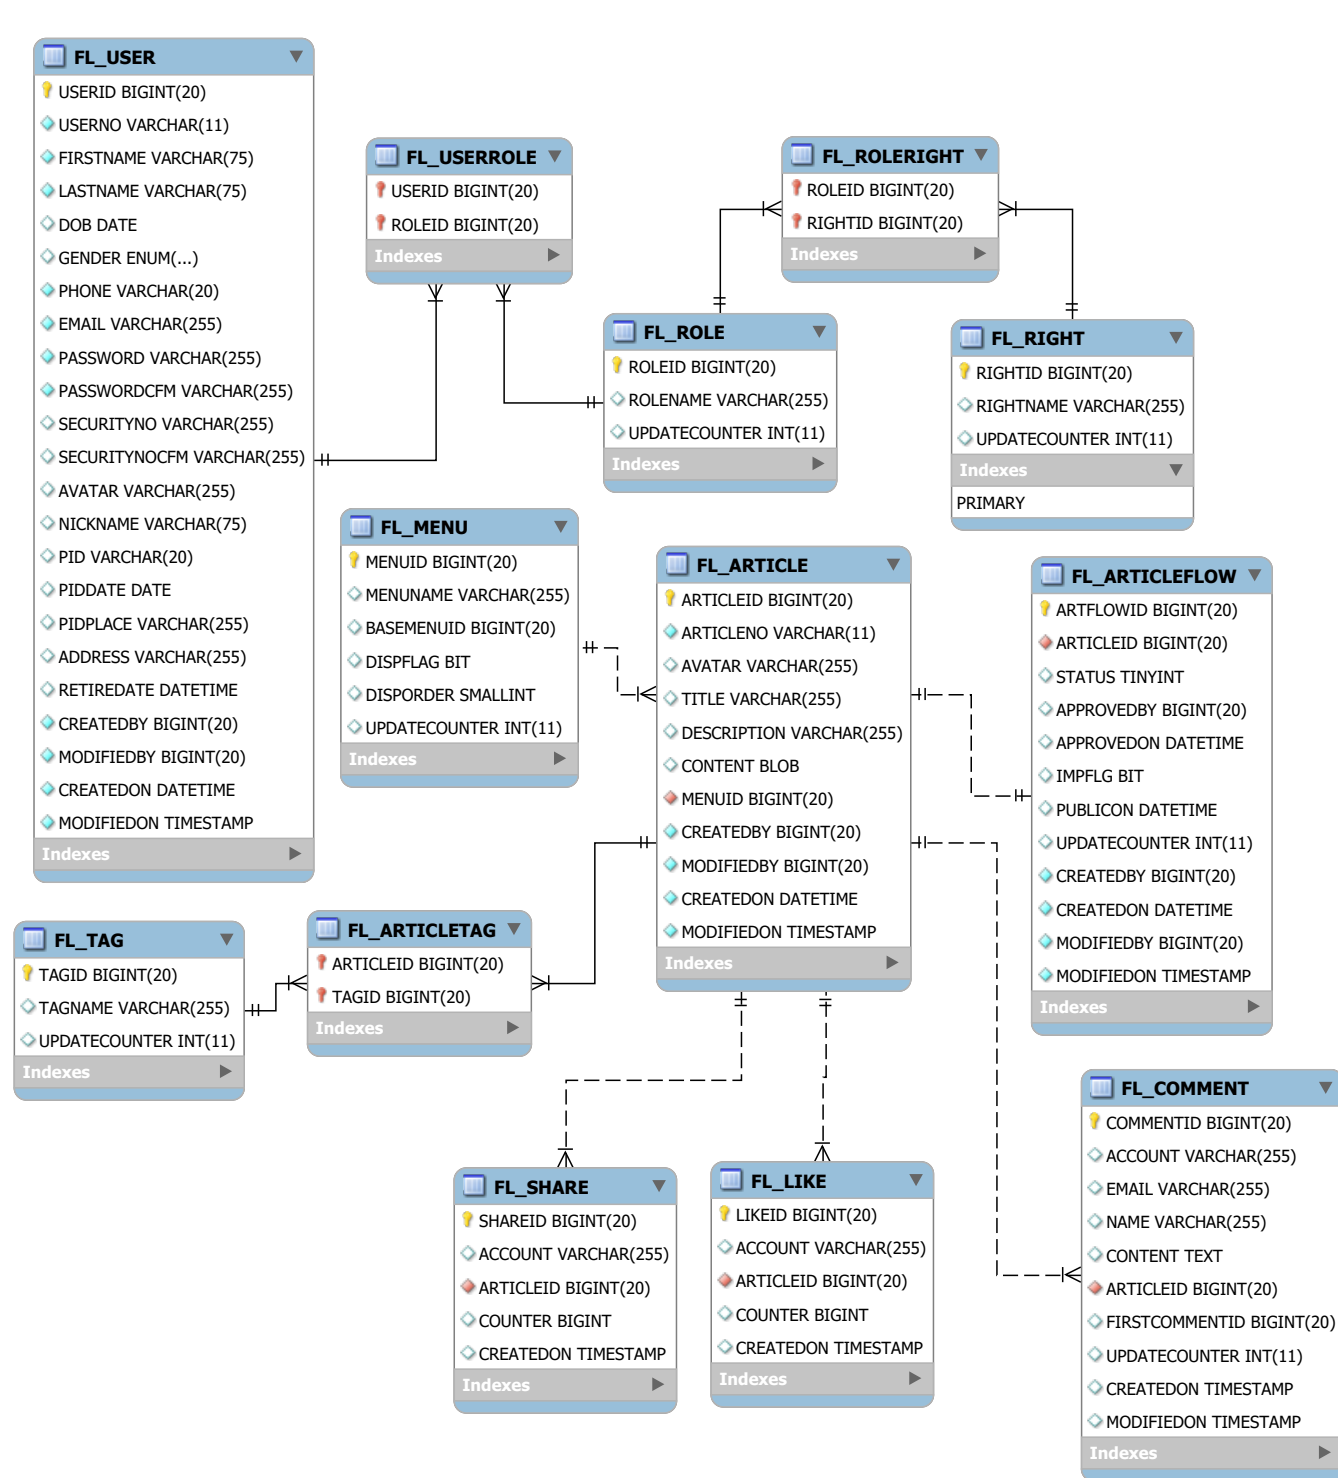 FL_USER
USERID BIGINT(20)
USERNO VARCHAR(11)
FIRSTNAME VARCHAR(75)
LASTNAME VARCHAR(75)
DOB DATE
GENDER ENUM(...)
PHONE VARCHAR(20)
EMAIL VARCHAR(255)
PASSWORD VARCHAR(255)
PASSWORDCFM VARCHAR(255)
SECURITYNO VARCHAR(255)
SECURITYNOCFM VARCHAR(255)
AVATAR VARCHAR(255)
NICKNAME VARCHAR(75)
PID VARCHAR(20)
PIDDATE DATE
PIDPLACE VARCHAR(255)
ADDRESS VARCHAR(255)
RETIREDATE DATETIME
CREATEDBY BIGINT(20)
MODIFIEDBY BIGINT(20)
CREATEDON DATETIME
MODIFIEDON TIMESTAMP
Indexes
FL_USERROLE
USERID BIGINT(20)
ROLEID BIGINT(20)
Indexes
FL_ROLERIGHT
ROLEID BIGINT(20)
RIGHTID BIGINT(20)
Indexes
FL_ROLE
ROLEID BIGINT(20)
ROLENAME VARCHAR(255)
UPDATECOUNTER INT(11)
Indexes
FL_RIGHT
RIGHTID BIGINT(20)
RIGHTNAME VARCHAR(255)
UPDATECOUNTER INT(11)
Indexes
PRIMARY
FL_MENU
MENUID BIGINT(20)
MENUNAME VARCHAR(255)
BASEMENUID BIGINT(20)
DISPFLAG BIT
DISPORDER SMALLINT
UPDATECOUNTER INT(11)
Indexes
FL_ARTICLE
ARTICLEID BIGINT(20)
ARTICLENO VARCHAR(11)
AVATAR VARCHAR(255)
TITLE VARCHAR(255)
DESCRIPTION VARCHAR(255)
CONTENT BLOB
MENUID BIGINT(20)
CREATEDBY BIGINT(20)
MODIFIEDBY BIGINT(20)
CREATEDON DATETIME
MODIFIEDON TIMESTAMP
Indexes
FL_ARTICLEFLOW
ARTFLOWID BIGINT(20)
ARTICLEID BIGINT(20)
STATUS TINYINT
APPROVEDBY BIGINT(20)
APPROVEDON DATETIME
IMPFLG BIT
PUBLICON DATETIME
UPDATECOUNTER INT(11)
CREATEDBY BIGINT(20)
CREATEDON DATETIME
MODIFIEDBY BIGINT(20)
MODIFIEDON TIMESTAMP
Indexes
FL_TAG
TAGID BIGINT(20)
TAGNAME VARCHAR(255)
UPDATECOUNTER INT(11)
Indexes
FL_ARTICLETAG
ARTICLEID BIGINT(20)
TAGID BIGINT(20)
Indexes
FL_SHARE
SHAREID BIGINT(20)
ACCOUNT VARCHAR(255)
ARTICLEID BIGINT(20)
COUNTER BIGINT
CREATEDON TIMESTAMP
Indexes
FL_LIKE
LIKEID BIGINT(20)
ACCOUNT VARCHAR(255)
ARTICLEID BIGINT(20)
COUNTER BIGINT
CREATEDON TIMESTAMP
Indexes
FL_COMMENT
COMMENTID BIGINT(20)
ACCOUNT VARCHAR(255)
EMAIL VARCHAR(255)
NAME VARCHAR(255)
CONTENT TEXT
ARTICLEID BIGINT(20)
FIRSTCOMMENTID BIGINT(20)
UPDATECOUNTER INT(11)
CREATEDON TIMESTAMP
MODIFIEDON TIMESTAMP
Indexes